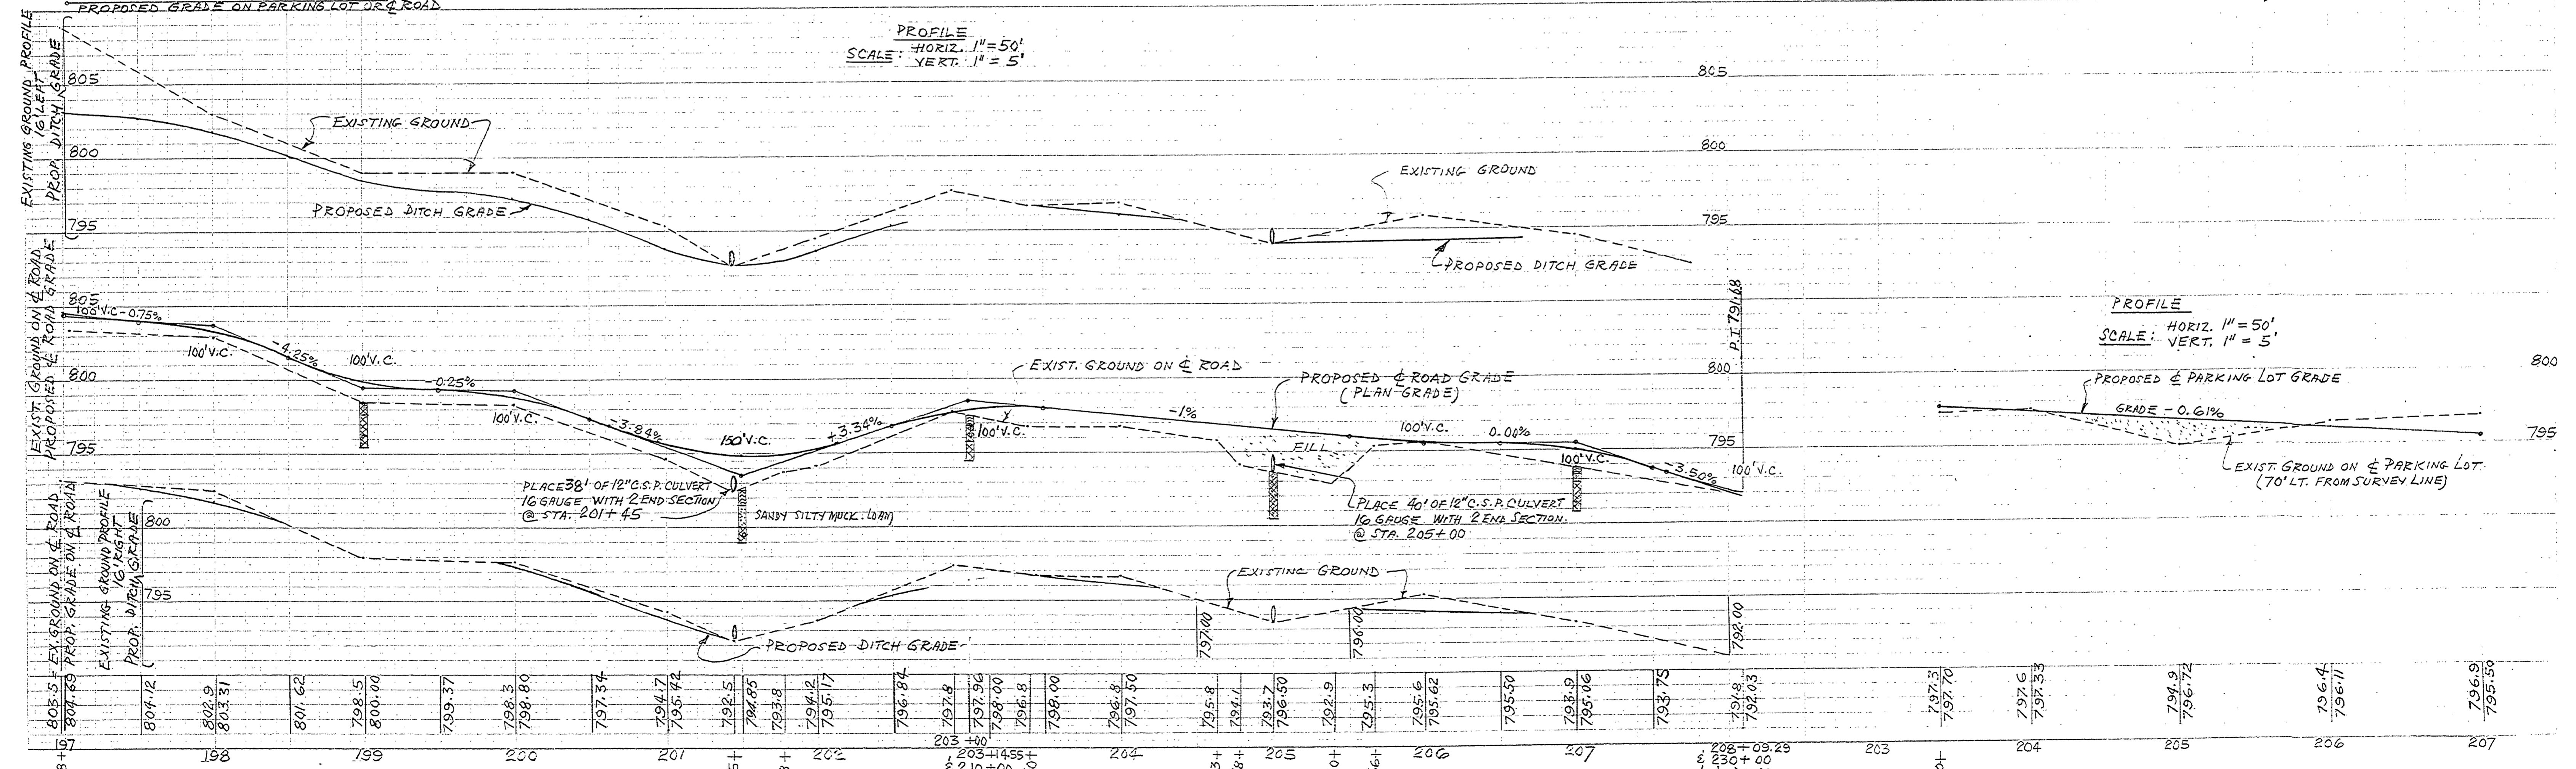 PROPOSED GRADE ON PARKING LOT OR ℄ ROAD
PROFILE
SCALE: HORIZ. 1"=50'
VERT. 1" = 5'
EXISTING GROUND PROFILE
16' LEFT
PROP. DITCH GRADE
805
800
795
EXISTING GROUND
PROPOSED DITCH GRADE
805
800
795
EXISTING GROUND
PROPOSED DITCH GRADE
EXIST. GROUND ON ℄ ROAD
PROPOSED ℄ ROAD GRADE
805
800
795
100'V.C.
-0.75%
100'V.C.
-4.25%
100'V.C.
-0.25%
100'V.C.
-3.84%
150'V.C.
+3.34%
100'V.C.
EXIST. GROUND ON ℄ ROAD
PROPOSED ℄ ROAD GRADE
(PLAN GRADE)
-1%
FILL
100'V.C.
0.00%
100'V.C.
-3.50%
100'V.C.
P.I. 791.68
800
795
PLACE 38' OF 12" C.S.P. CULVERT
16 GAUGE WITH 2 END SECTION
@ STA. 201+45
SANDY SILTY MUCK. LOAM
PLACE 40' OF 12" C.S.P. CULVERT
16 GAUGE WITH 2 END SECTION.
@ STA. 205+00
PROFILE
SCALE: HORIZ. 1"=50'
VERT. 1" = 5'
800
795
PROPOSED ℄ PARKING LOT GRADE
GRADE -0.61%
EXIST. GROUND ON ℄ PARKING LOT
(70' LT. FROM SURVEY LINE)
EXISTING GROUND PROFILE
16' RIGHT
PROP. DITCH GRADE
800
795
EXISTING GROUND
PROPOSED DITCH GRADE
797.00
796.00
792.00
803.5 = EX. GROUND ON ℄ ROAD
804.69 PROP. GRADE ON ℄ ROAD
804.12
802.9
803.31
801.62
798.5
800.00
799.37
798.3
798.80
797.34
794.7
795.42
792.5
794.85
793.8
794.2
795.17
796.84
797.8
797.96
798.00
796.8
798.00
796.8
797.50
795.8
794.1
793.7
796.50
792.9
795.3
795.6
795.62
795.50
793.9
795.06
793.75
791.8
792.03
797.3
797.70
797.6
797.33
794.9
796.72
796.4
796.11
796.9
795.50
197 198 199 200 201 202 203+00 204 205 206 207 208+09.29 203 204 205 206 207
203+14.55
& 210+00
& 230+00